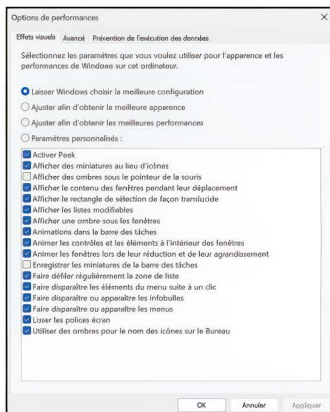 Options de performances
Effets visuels Avancé Prévention de l'exécution des données
Sélectionnez les paramètres que vous voulez utiliser pour l'apparence et les
performances de Windows sur cet ordinateur.
Laisser Windows choisir la meilleure configuration
Ajuster afin d'obtenir la meilleure apparence
Ajuster afin d'obtenir les meilleures performances
Paramètres personnalisés :
Activer Peek
Afficher des miniatures au lieu d'icônes
Afficher des ombres sous le pointeur de la souris
Afficher le contenu des fenêtres pendant leur déplacement
Afficher le rectangle de sélection de façon translucide
Afficher les listes modifiables
Afficher une ombre sous les fenêtres
Animations dans la barre des tâches
Animer les contrôles et les éléments à l'intérieur des fenêtres
Animer les fenêtres lors de leur réduction et de leur agrandissement
Enregistrer les miniatures de la barre des tâches
Faire défiler régulièrement la zone de liste
Faire disparaître les éléments du menu suite à un clic
Faire disparaître ou apparaître les infobulles
Faire disparaître ou apparaître les menus
Lisser les polices écran
Utiliser des ombres pour le nom des icônes sur le Bureau
OK Annuler Appliquer